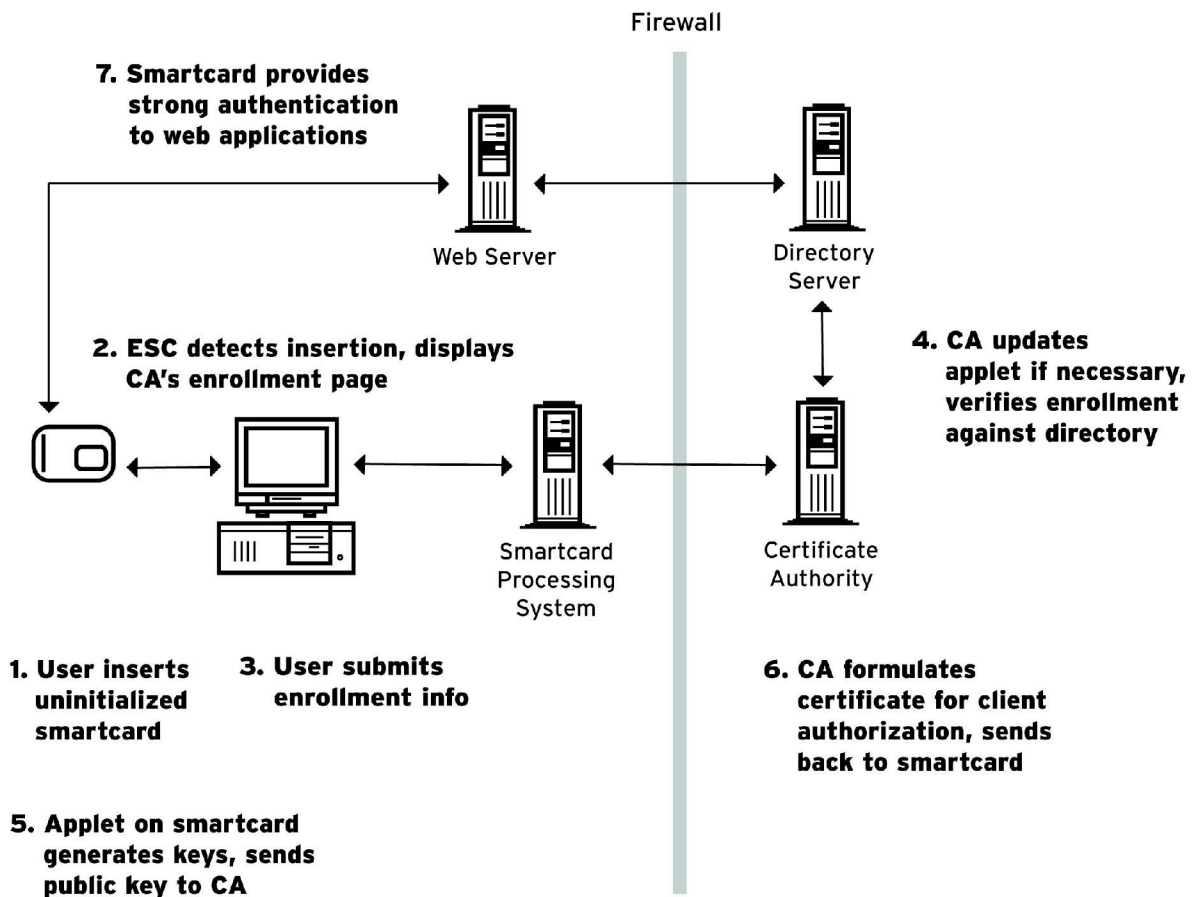 Firewall
7. Smartcard provides
strong authentication
to web applications
Web Server
Directory
Server
2. ESC detects insertion, displays
CA's enrollment page
4. CA updates
applet if necessary,
verifies enrollment
against directory
Smartcard
Processing
System
Certificate
Authority
1. User inserts
uninitialized
smartcard
3. User submits
enrollment info
6. CA formulates
certificate for client
authorization, sends
back to smartcard
5. Applet on smartcard
generates keys, sends
public key to CA